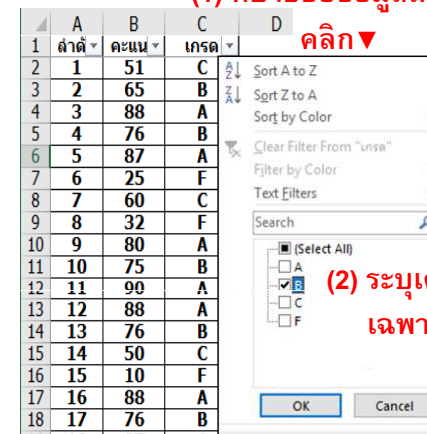 คลิก▼
A B C D
1 ลำดั คะแน เกรด
2 1 51 C
3 2 65 B
4 3 88 A
5 4 76 B
6 5 87 A
7 6 25 F
8 7 60 C
9 8 32 F
10 9 80 A
11 10 75 B
12 11 90 A
13 12 88 A
14 13 76 B
15 14 50 C
16 15 10 F
17 16 88 A
18 17 76 B
Sort A to Z
Sort Z to A
Sort by Color
Clear Filter From "เกรด"
Filter by Color
Text Filters
Search
(Select All)
A
B
C
F
(2) ระบุเ
เฉพา
OK Cancel